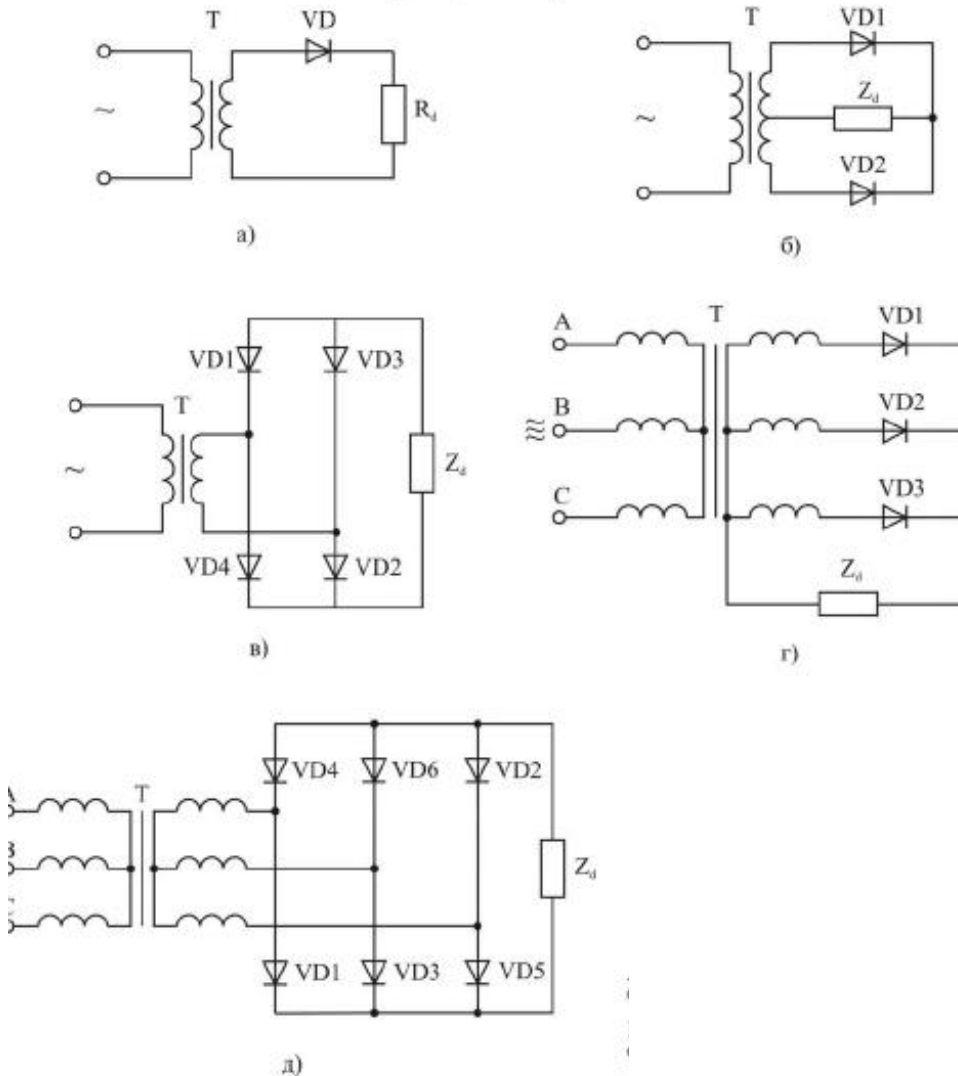 T VD
~
R_d
а)
T VD1
~
Z_d
VD2
б)
VD1 VD3
T
~
Z_d
VD4 VD2
в)
A T VD1
B VD2
C VD3
Z_d
г)
VD4 VD6 VD2
T
Z_d
VD1 VD3 VD5
д)